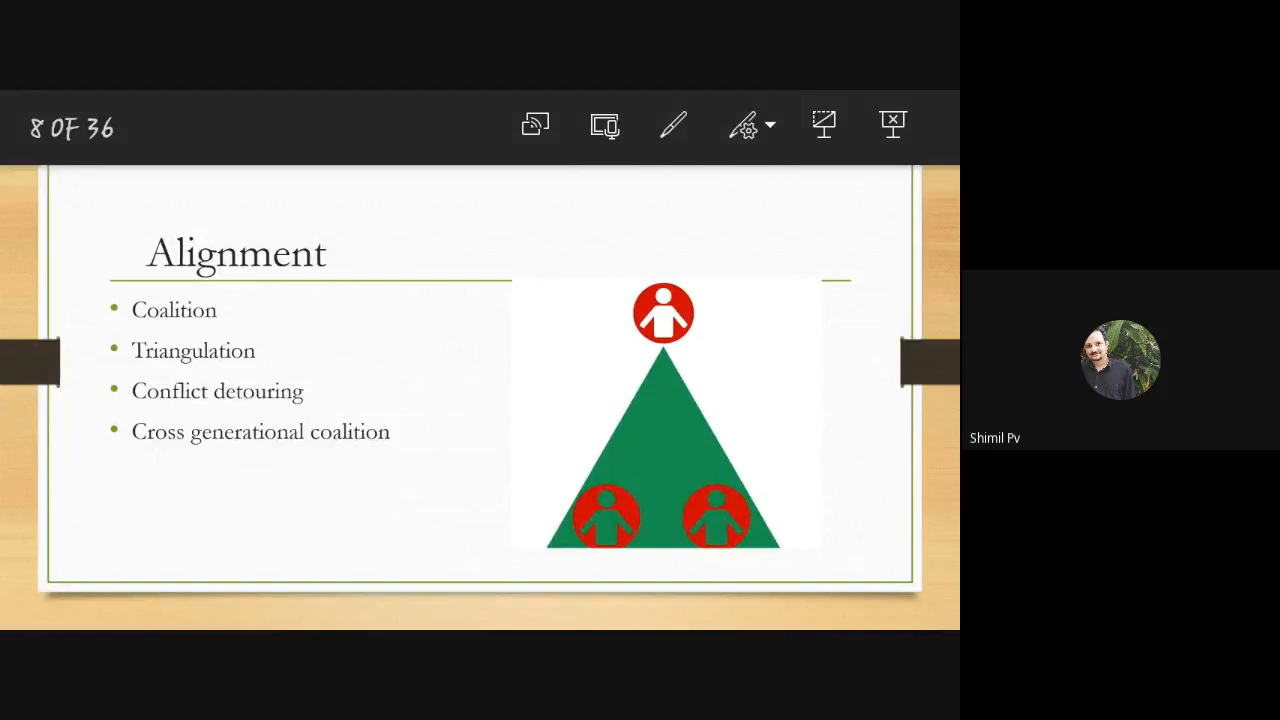 8 OF 36
Alignment
• Coalition
• Triangulation
• Conflict detouring
• Cross generational coalition
Shimil Pv